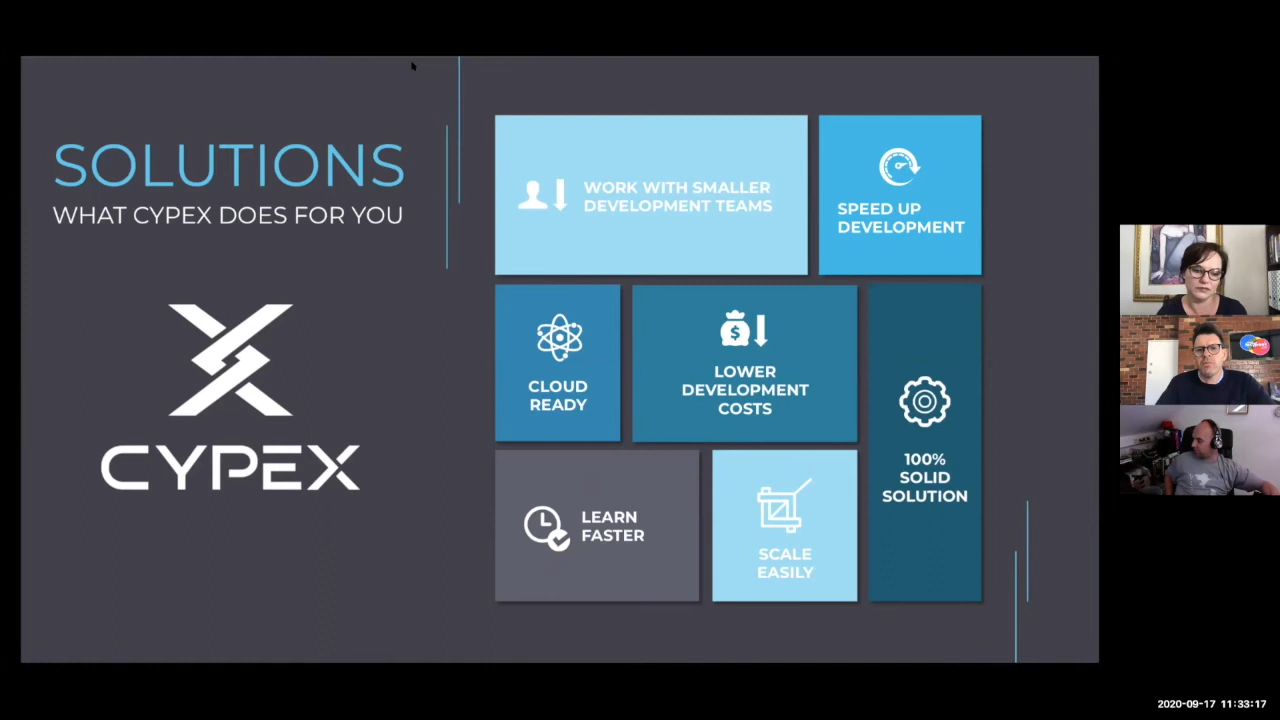 SOLUTIONS
WHAT CYPEX DOES FOR YOU
CYPEX
WORK WITH SMALLER
DEVELOPMENT TEAMS
SPEED UP
DEVELOPMENT
CLOUD
READY
$
LOWER
DEVELOPMENT
COSTS
100%
SOLID
SOLUTION
LEARN
FASTER
SCALE
EASILY
2020-09-17 11:33:17